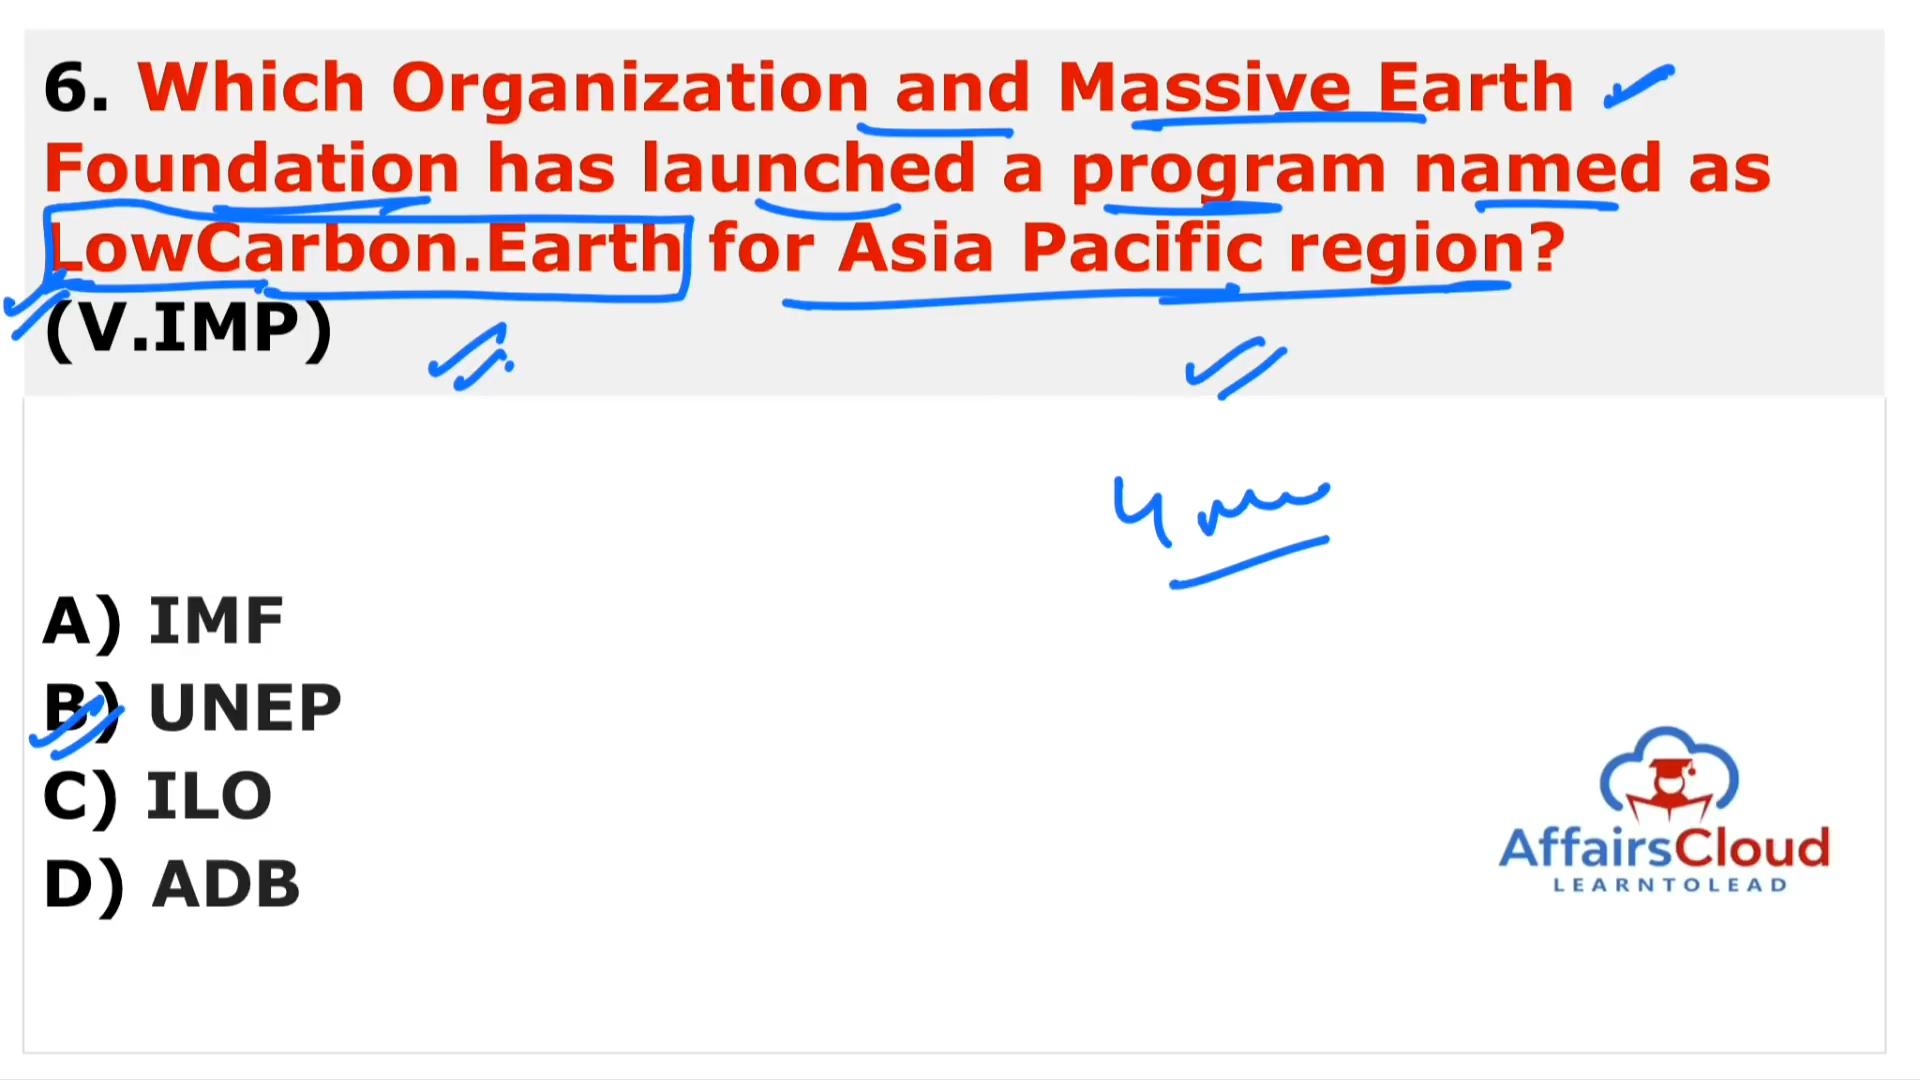 6. Which Organization and Massive Earth
Foundation has launched a program named as
LowCarbon.Earth for Asia Pacific region?
(V.IMP)
A) IMF
B) UNEP
C) ILO
D) ADB
AffairsCloud
LEARNTOLEAD